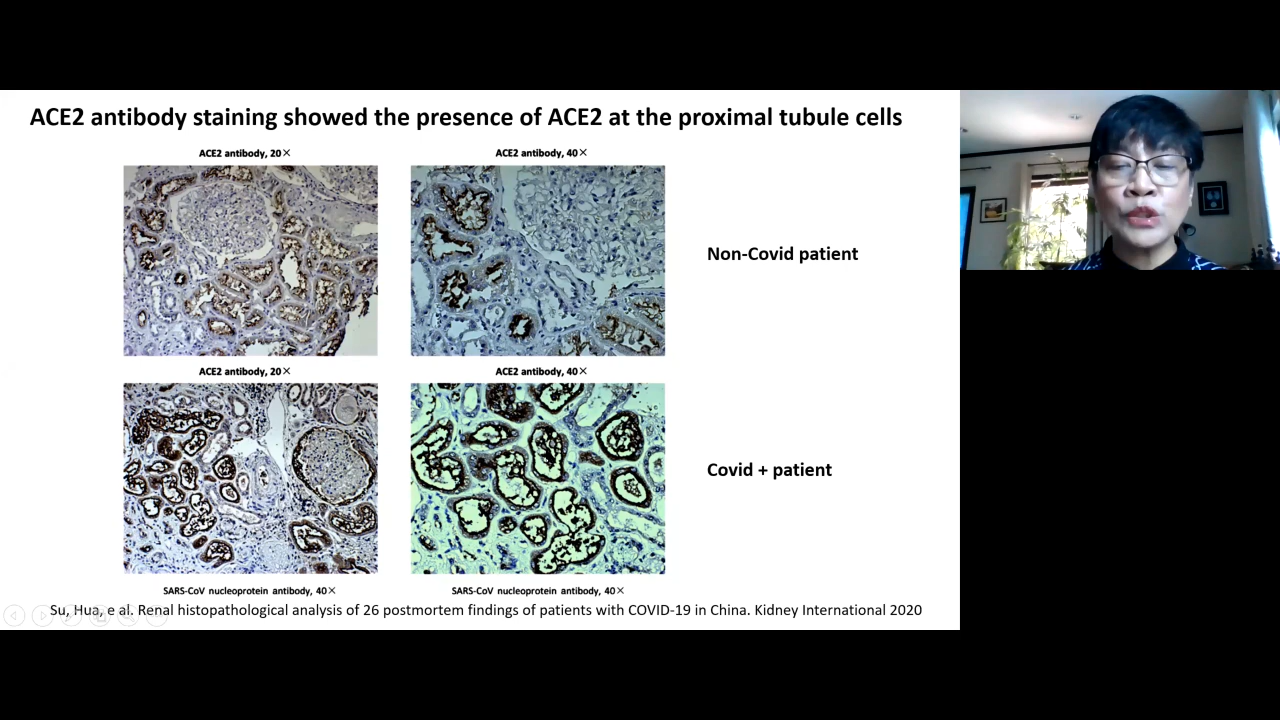 ACE2 antibody staining showed the presence of ACE2 at the proximal tubule cells
ACE2 antibody, 20×
ACE2 antibody, 40×
Non-Covid patient
ACE2 antibody, 20×
ACE2 antibody, 40×
Covid + patient
SARS-CoV nucleoprotein antibody, 40×
SARS-CoV nucleoprotein antibody, 40×
Su, Hua, e al. Renal histopathological analysis of 26 postmortem findings of patients with COVID-19 in China. Kidney International 2020